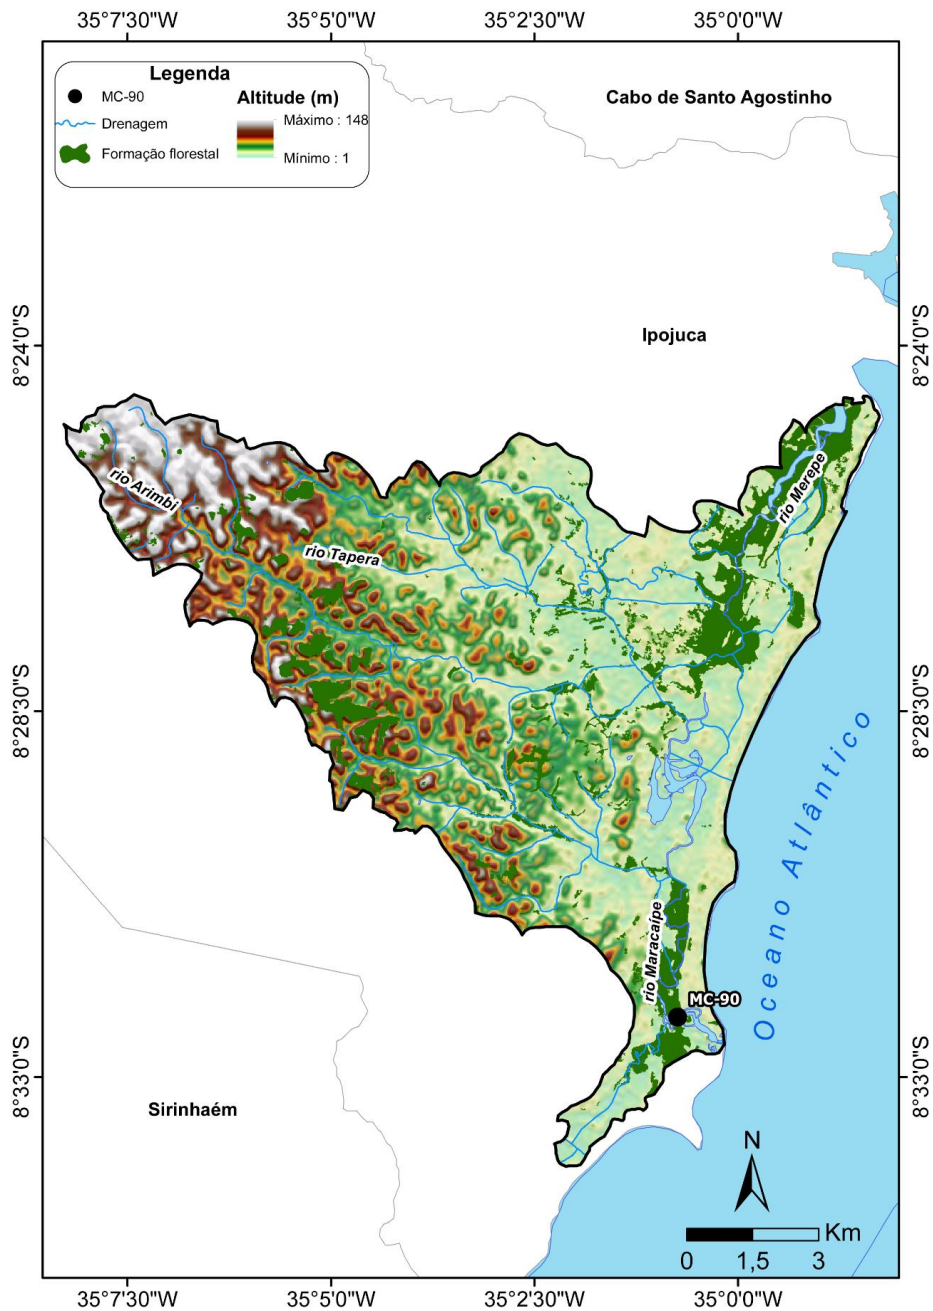 35°7'30"W 35°5'0"W 35°2'30"W 35°0'0"W
Legenda
MC-90
Drenagem
Formação florestal
Altitude (m)
Máximo : 148
Mínimo : 1
Cabo de Santo Agostinho
Ipojuca
8°24'0"S 8°24'0"S
rio Merepe
rio Arimbi
rio Tapera
8°28'30"S 8°28'30"S
Oceano Atlântico
rio Maracaípe
MC-90
8°33'0"S 8°33'0"S
Sirinhaém
N
Km
0 1,5 3
35°7'30"W 35°5'0"W 35°2'30"W 35°0'0"W